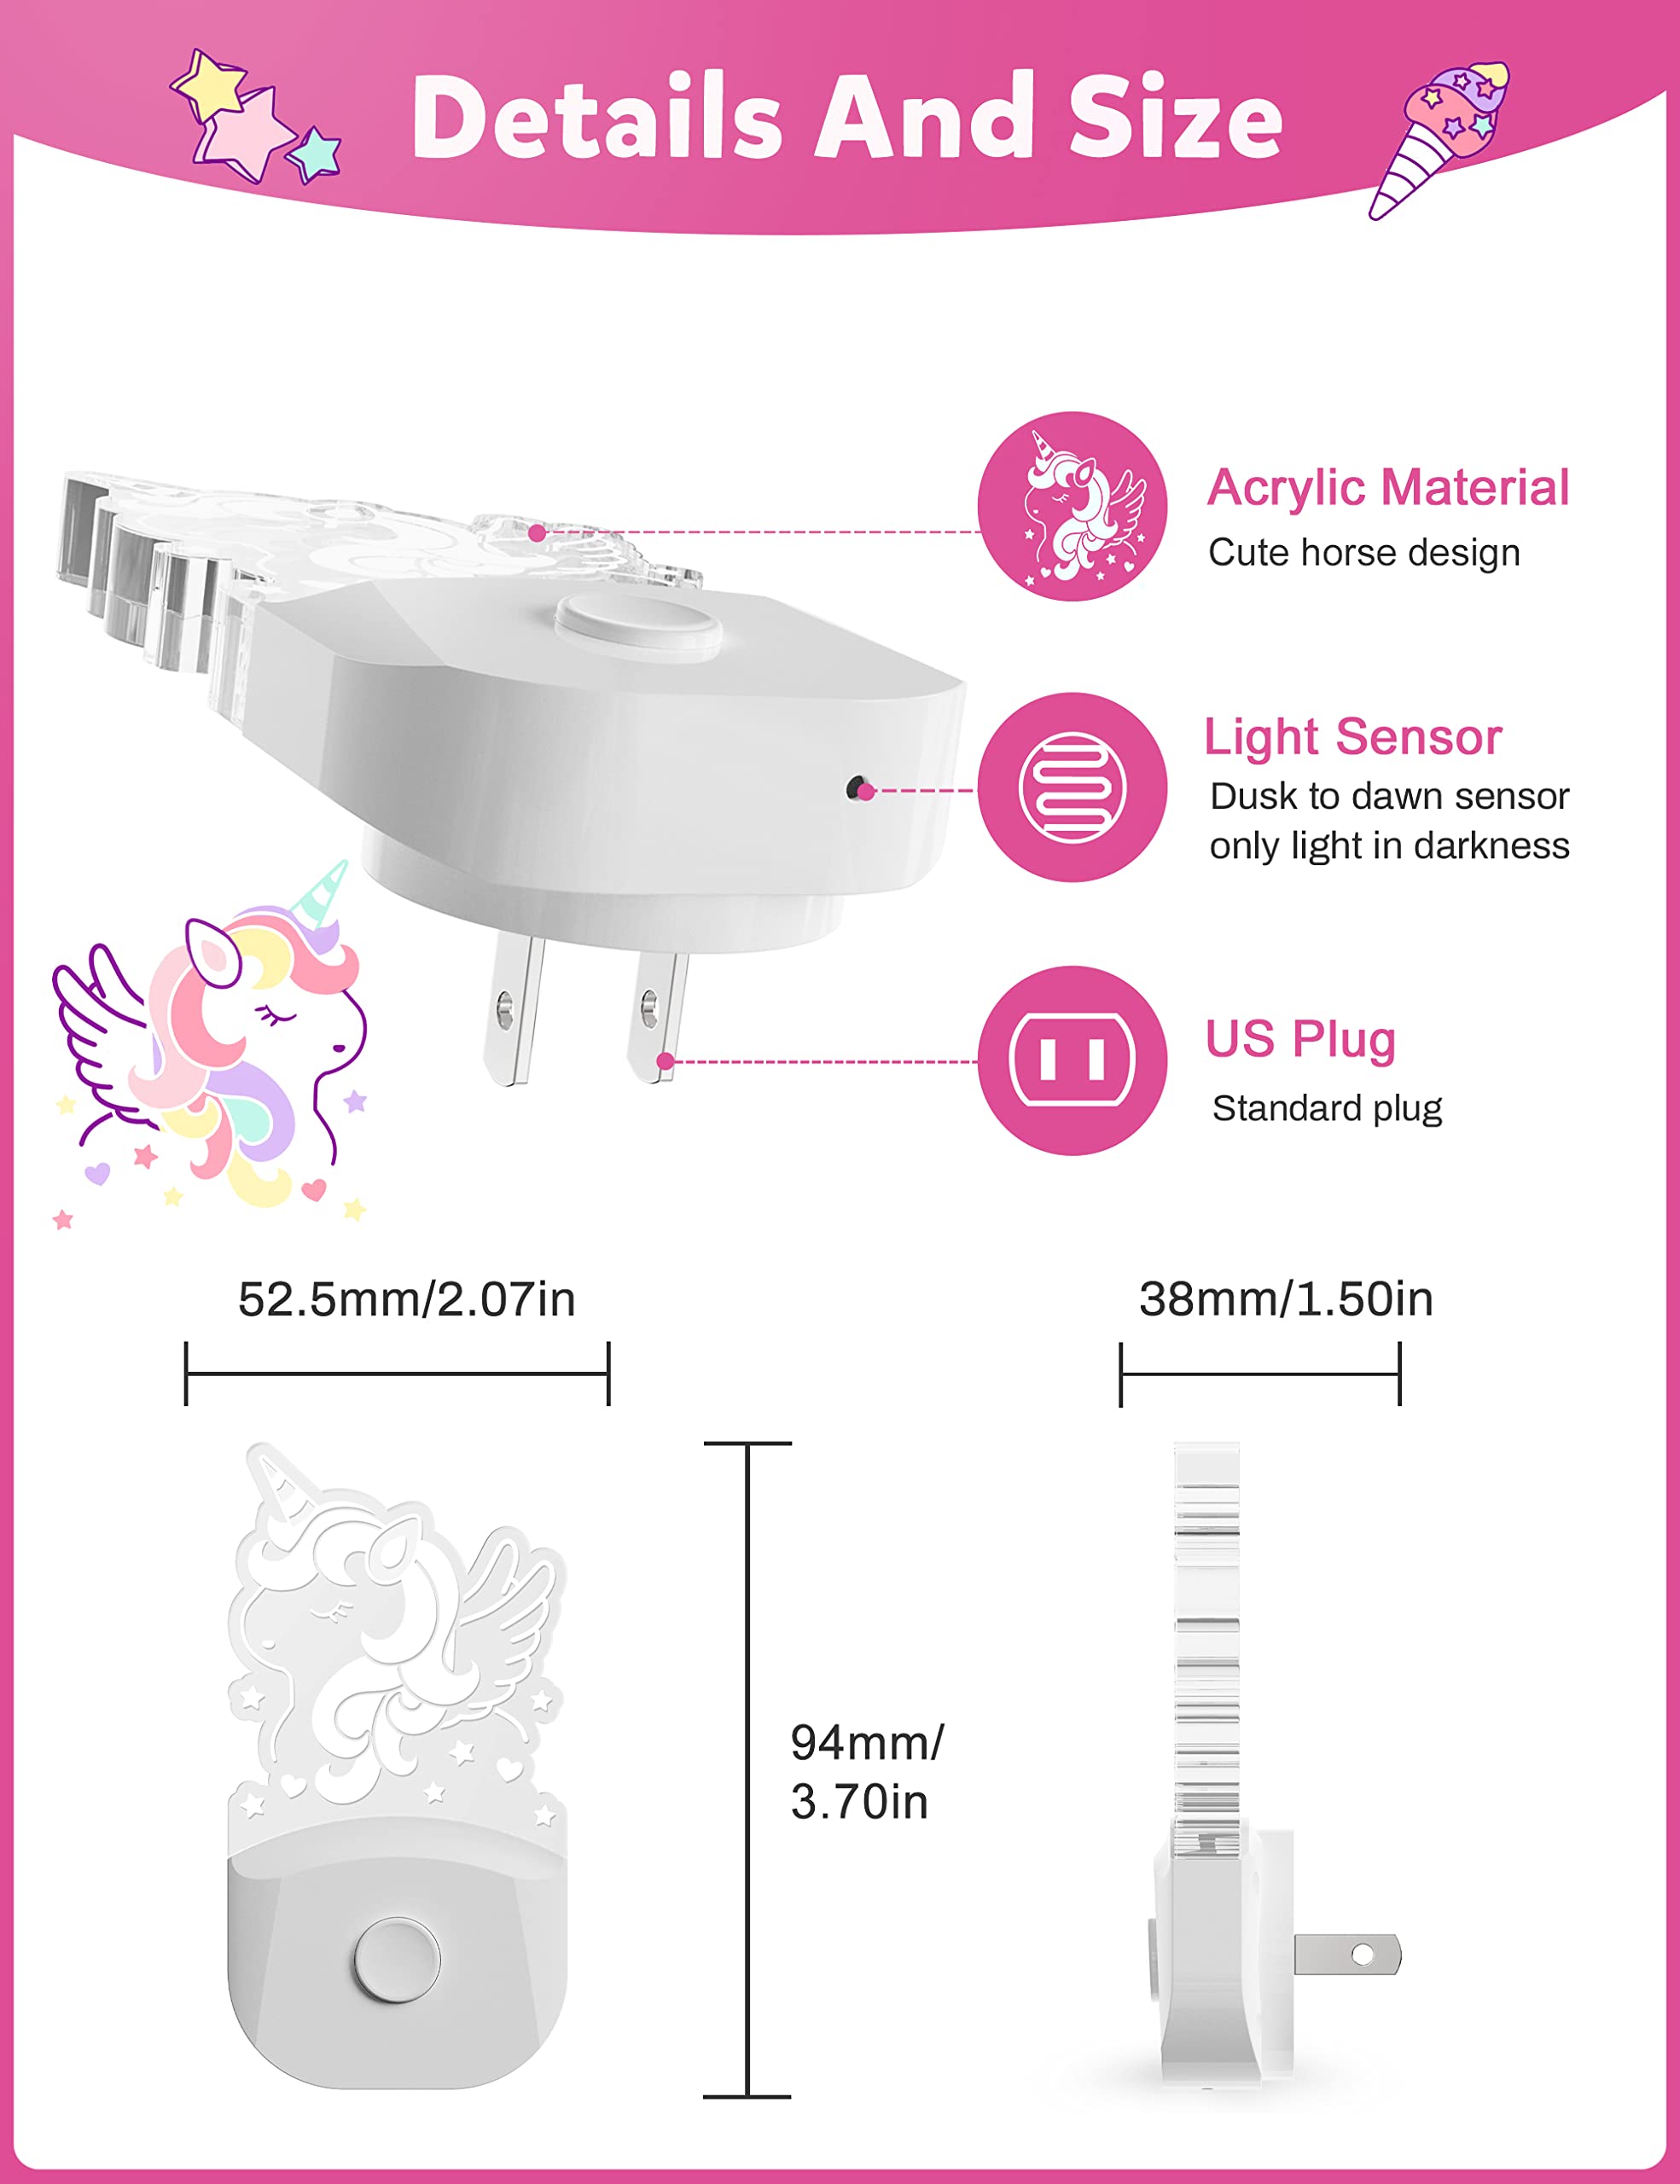 Details And Size
Acrylic Material
Cute horse design
Light Sensor
Dusk to dawn sensor
only light in darkness
US Plug
Standard plug
52.5mm/2.07in
38mm/1.50in
94mm/
3.70in